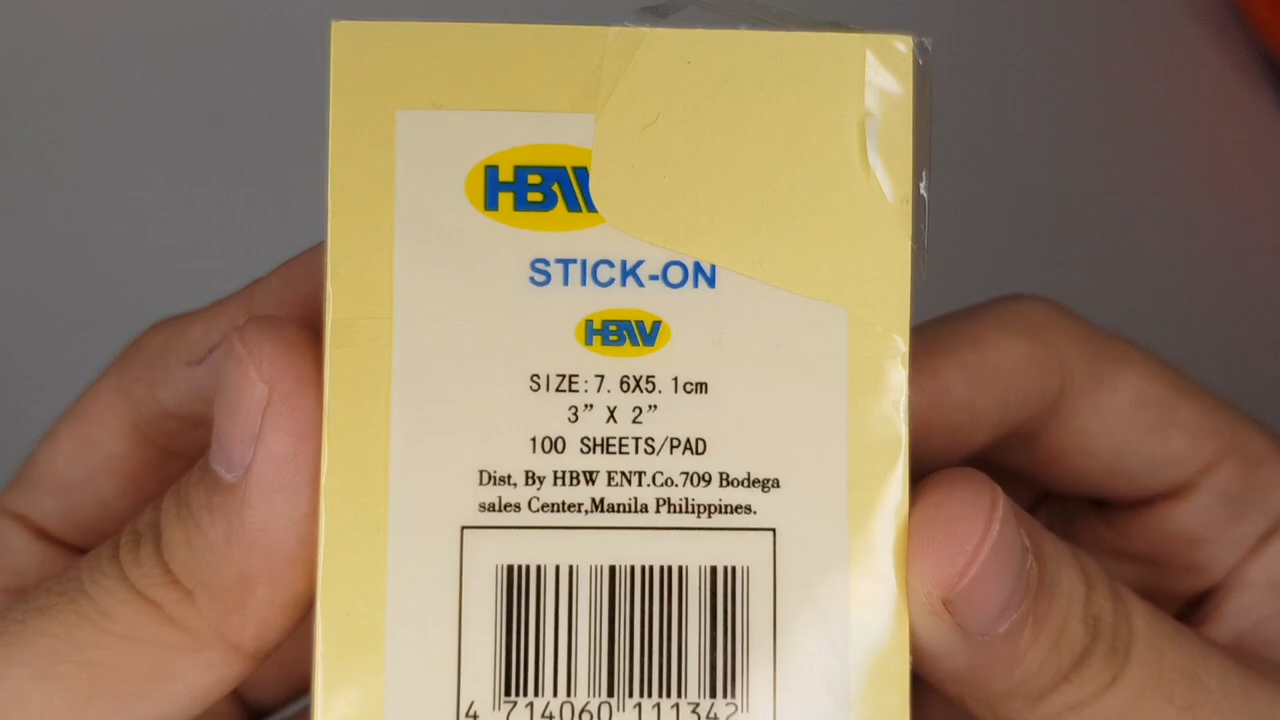 HBW
STICK-ON
HBW
SIZE:7.6X5.1cm
3” X 2”
100 SHEETS/PAD
Dist, By HBW ENT.Co.709 Bodega
sales Center,Manila Philippines.
4 714060 111342